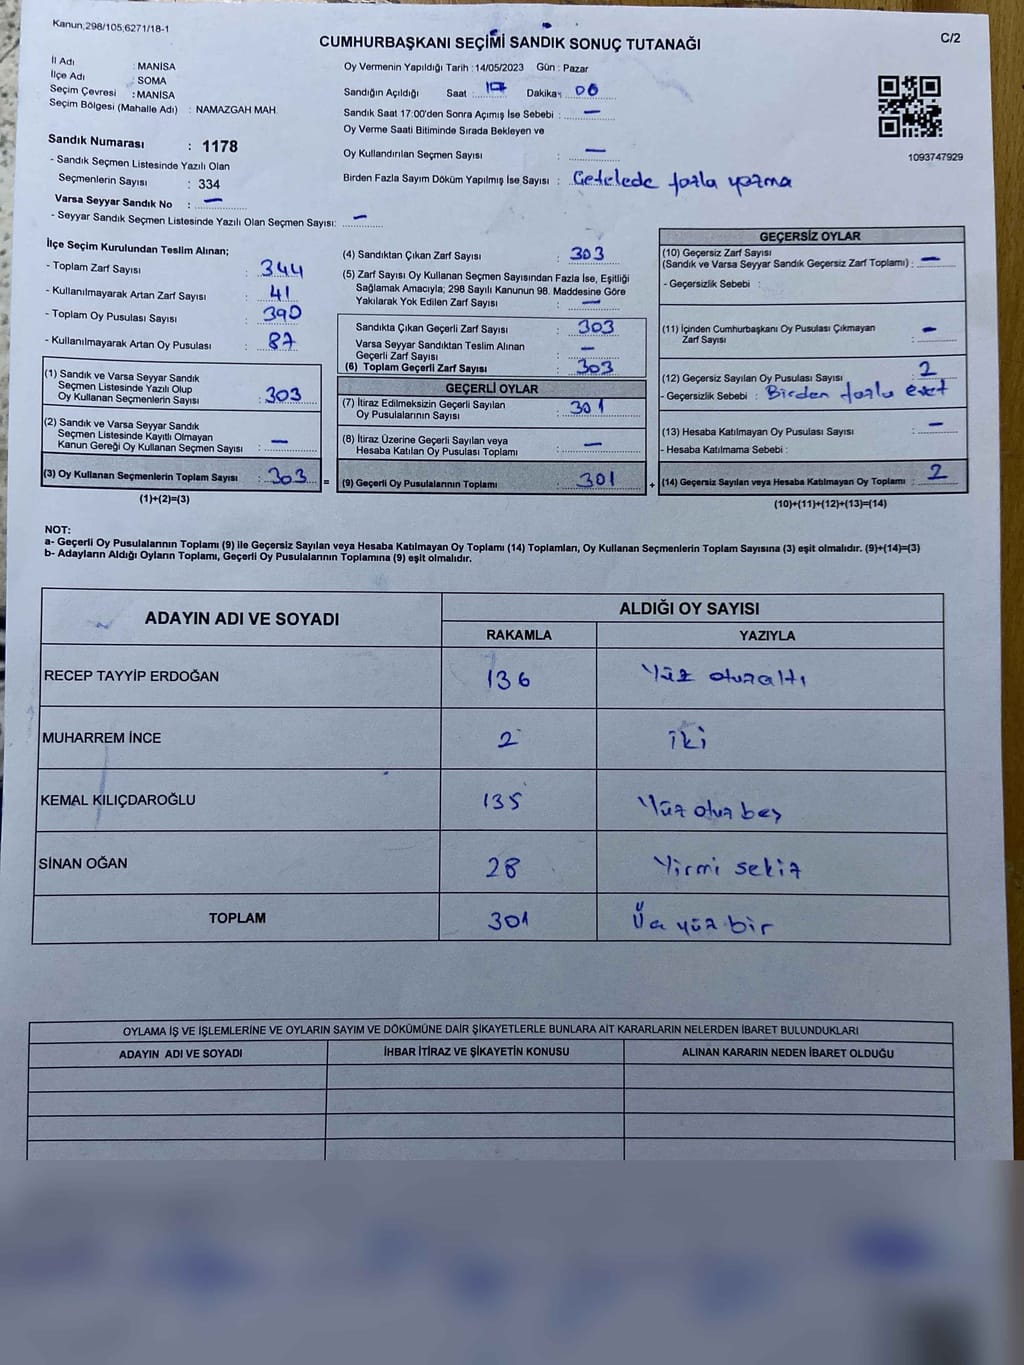 Kanun,298/105,6271/18-1
C/2
CUMHURBAŞKANI SEÇİMİ SANDIK SONUÇ TUTANAĞI
İl Adı : MANİSA
İlçe Adı : SOMA
Seçim Çevresi : MANİSA
Seçim Bölgesi (Mahalle Adı) : NAMAZGAH MAH.
Oy Vermenin Yapıldığı Tarih : 14/05/2023 Gün : Pazar
Sandığın Açıldığı Saat : 17 Dakika : 00
Sandık Saat 17:00'den Sonra Açımış İse Sebebi : —
Oy Verme Saati Bitiminde Sırada Bekleyen ve
Oy Kullandırılan Seçmen Sayısı : —
Birden Fazla Sayım Döküm Yapılmış İse Sayısı : fazla yazma
1093747929
Sandık Numarası : 1178
- Sandık Seçmen Listesinde Yazılı Olan
Seçmenlerin Sayısı : 334
Varsa Seyyar Sandık No : —
- Seyyar Sandık Seçmen Listesinde Yazılı Olan Seçmen Sayısı: —
İlçe Seçim Kurulundan Teslim Alınan;
- Toplam Zarf Sayısı : 344
- Kullanılmayarak Artan Zarf Sayısı : 41
- Toplam Oy Pusulası Sayısı : 390
- Kullanılmayarak Artan Oy Pusulası : 87
(1) Sandık ve Varsa Seyyar Sandık
Seçmen Listesinde Yazılı Olup
Oy Kullanan Seçmenlerin Sayısı : 303
(2) Sandık ve Varsa Seyyar Sandık
Seçmen Listesinde Kayıtlı Olmayan
Kanun Gereği Oy Kullanan Seçmen Sayısı : —
(3) Oy Kullanan Seçmenlerin Toplam Sayısı : 303 =
(1)+(2)=(3)
(4) Sandıktan Çıkan Zarf Sayısı : 303
(5) Zarf Sayısı Oy Kullanan Seçmen Sayısından Fazla İse, Eşitliği
Sağlamak Amacıyla; 298 Sayılı Kanunun 98. Maddesine Göre
Yakılarak Yok Edilen Zarf Sayısı : —
Sandıkta Çıkan Geçerli Zarf Sayısı : 303
Varsa Seyyar Sandıktan Teslim Alınan
Geçerli Zarf Sayısı : —
(6) Toplam Geçerli Zarf Sayısı : 303
GEÇERLİ OYLAR
(7) İtiraz Edilmeksizin Geçerli Sayılan
Oy Pusulalarının Sayısı : 301
(8) İtiraz Üzerine Geçerli Sayılan veya
Hesaba Katılan Oy Pusulası Toplamı : —
(9) Geçerli Oy Pusulalarının Toplamı : 301 +
GEÇERSİZ OYLAR
(10) Geçersiz Zarf Sayısı
(Sandık ve Varsa Seyyar Sandık Geçersiz Zarf Toplamı) : —
- Geçersizlik Sebebi :
(11) İçinden Cumhurbaşkanı Oy Pusulası Çıkmayan
Zarf Sayısı : —
(12) Geçersiz Sayılan Oy Pusulası Sayısı : 2
- Geçersizlik Sebebi : Birden fazla evet
(13) Hesaba Katılmayan Oy Pusulası Sayısı : —
- Hesaba Katılmama Sebebi :
(14) Geçersiz Sayılan veya Hesaba Katılmayan Oy Toplamı : 2
(10)+(11)+(12)+(13)=(14)
NOT:
a- Geçerli Oy Pusulalarının Toplamı (9) ile Geçersiz Sayılan veya Hesaba Katılmayan Oy Toplamı (14) Toplamları, Oy Kullanan Seçmenlerin Toplam Sayısına (3) eşit olmalıdır. (9)+(14)=(3)
b- Adayların Aldığı Oyların Toplamı, Geçerli Oy Pusulalarının Toplamına (9) eşit olmalıdır.
ADAYIN ADI VE SOYADI ALDIĞI OY SAYISI
RAKAMLA YAZIYLA
RECEP TAYYİP ERDOĞAN 136 Yüz otuzaltı
MUHARREM İNCE 2 İki
KEMAL KILIÇDAROĞLU 135 Yüz otuz beş
SİNAN OĞAN 28 Yirmi sekiz
TOPLAM 301 Üç yüz bir
OYLAMA İŞ VE İŞLEMLERİNE VE OYLARIN SAYIM VE DÖKÜMÜNE DAİR ŞİKAYETLERLE BUNLARA AİT KARARLARIN NELERDEN İBARET BULUNDUKLARI
ADAYIN ADI VE SOYADI İHBAR İTİRAZ VE ŞİKAYETİN KONUSU ALINAN KARARIN NEDEN İBARET OLDUĞU